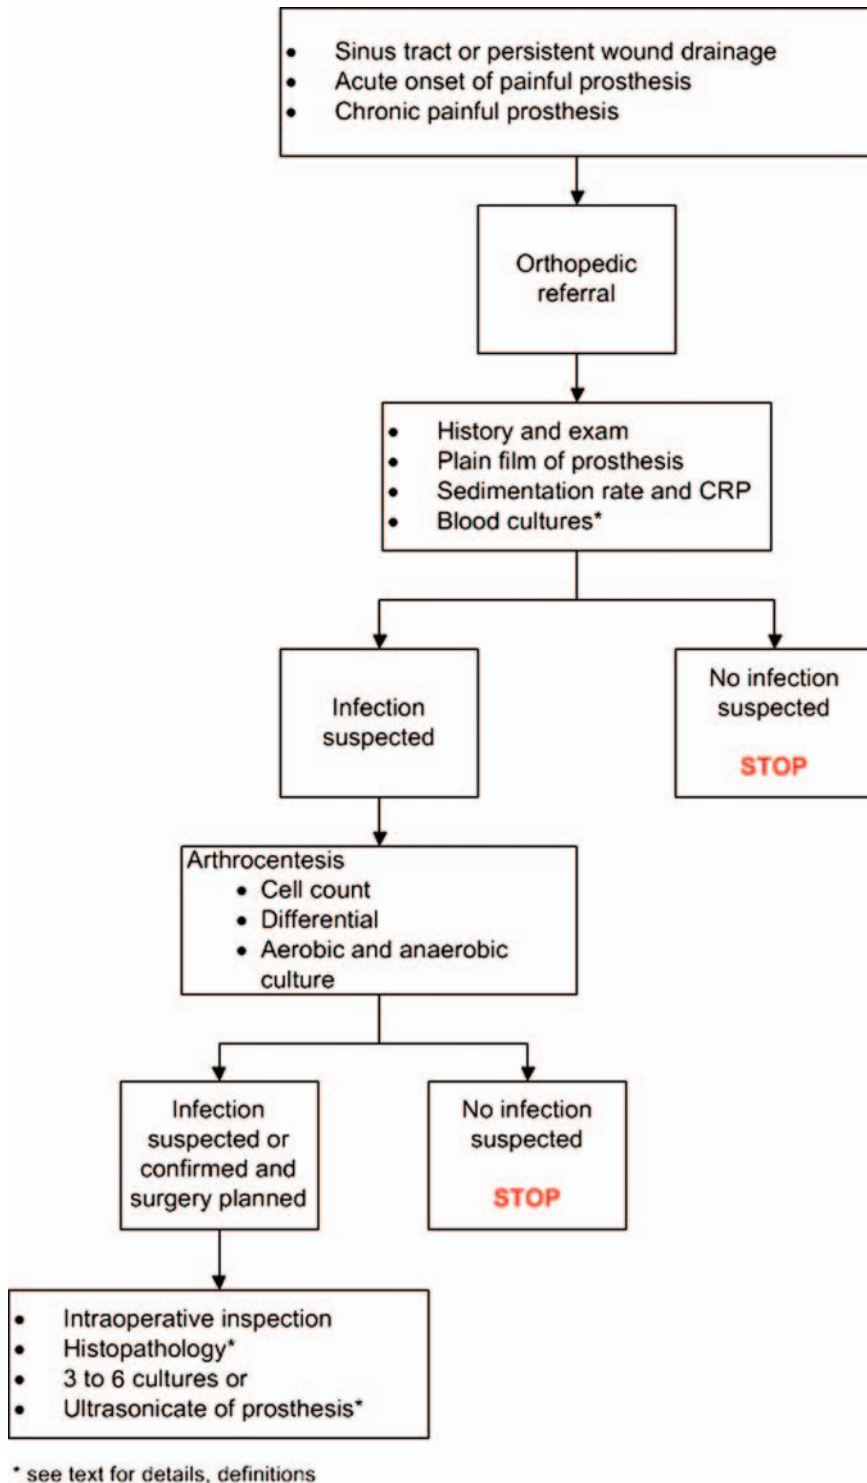 • Sinus tract or persistent wound drainage
• Acute onset of painful prosthesis
• Chronic painful prosthesis
Orthopedic
referral
• History and exam
• Plain film of prosthesis
• Sedimentation rate and CRP
• Blood cultures*
Infection
suspected
No infection
suspected
STOP
Arthrocentesis
• Cell count
• Differential
• Aerobic and anaerobic
culture
Infection
suspected or
confirmed and
surgery planned
No infection
suspected
STOP
• Intraoperative inspection
• Histopathology*
• 3 to 6 cultures or
• Ultrasonicate of prosthesis*
* see text for details, definitions